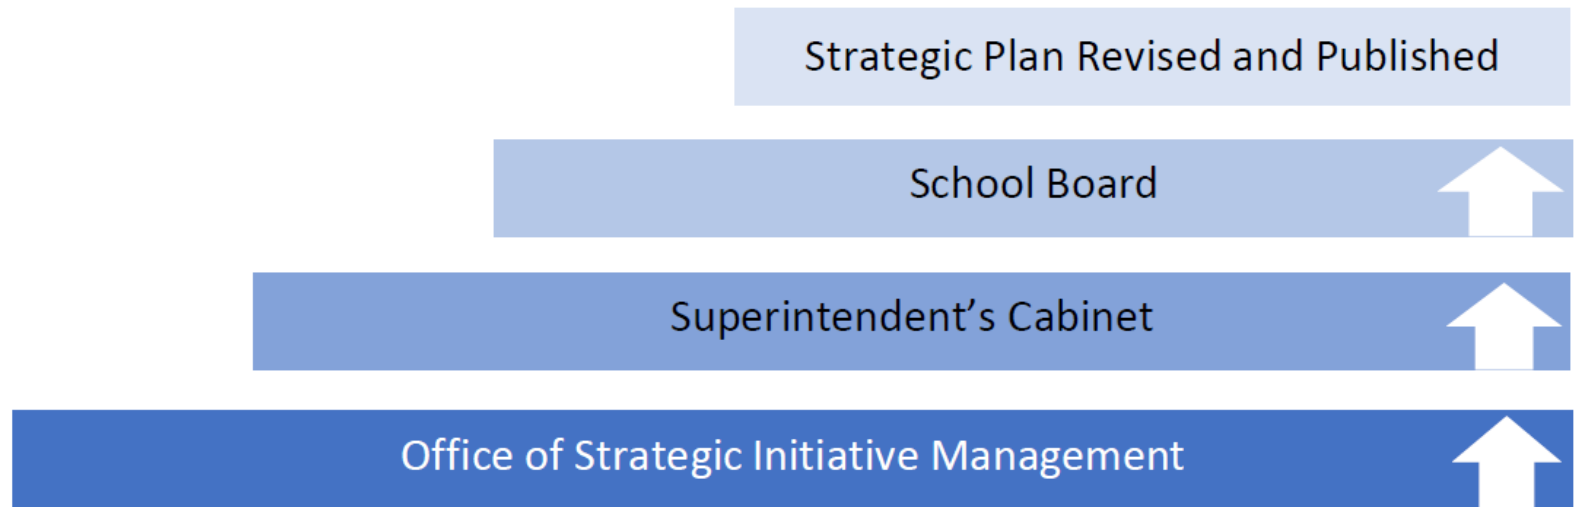 Strategic Plan Revised and Published
School Board
Superintendent’s Cabinet
Office of Strategic Initiative Management